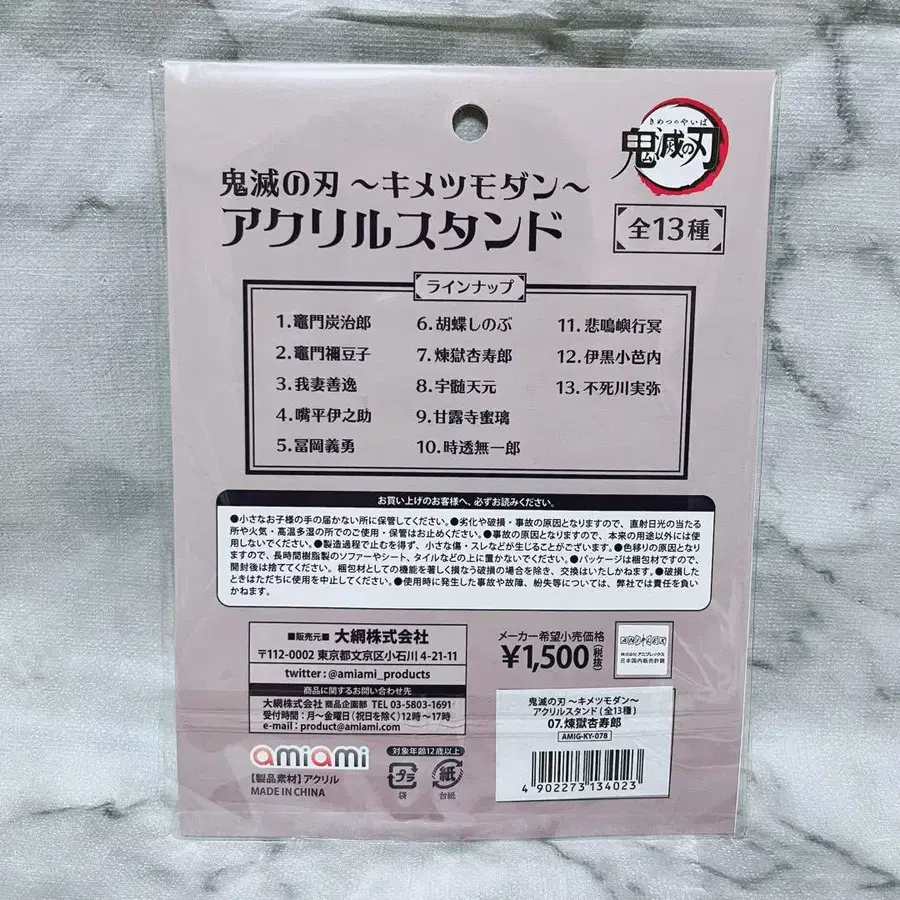 きめつのやいば
鬼滅の刃
鬼滅の刃 ～キメツモダン～
アクリルスタンド
全13種
ラインナップ
1.竈門炭治郎
2.竈門禰豆子
3.我妻善逸
4.嘴平伊之助
5.冨岡義勇
6.胡蝶しのぶ
7.煉獄杏寿郎
8.宇髄天元
9.甘露寺蜜璃
10.時透無一郎
11.悲鳴嶼行冥
12.伊黒小芭内
13.不死川実弥
お買い上げのお客様へ、必ずお読みください。
●小さなお子様の手の届かない所に保管してください。●劣化や破損・事故の原因となりますので、直射日光の当たる
所や火気・高温多湿の所でのご使用・保管はお止めください。●事故の原因となりますので、本来の用途以外には使
用しないでください。●製造過程で止むを得ず、小さな傷・スレなどが生じることがございます。●色移りの原因となり
ますので、長時間樹脂製のソファーやシート、タイルなどの上に置かないでください。●パッケージは梱包材ですので、
開封後は捨ててください。梱包材としての機能を著しく損なう破損の場合を除き、交換はいたしかねます。●破損した
ときはただちに使用を中止してください。●使用時に発生した事故や故障、紛失等については、弊社では責任を負い
かねます。
■販売元■ 大網株式会社
〒112-0002 東京都文京区小石川 4-21-11
twitter : @amiami_products
商品に関するお問い合わせ先
大網株式会社 商品企画部 TEL 03-5803-1691
受付時間：月～金曜日(祝日を除く)12時～17時
e-mail : product@amiami.com
amiami
【製品素材】アクリル
MADE IN CHINA
対象年齢12歳以上
プラ
袋
紙
台紙
メーカー希望小売価格
¥1,500(税抜)
ANIPLEX
株式会社 アニプレックス
日本国内販売計画
鬼滅の刃 ～キメツモダン～
アクリルスタンド(全13種)
07.煉獄杏寿郎
AMIG-KY-078
4 902273 134023